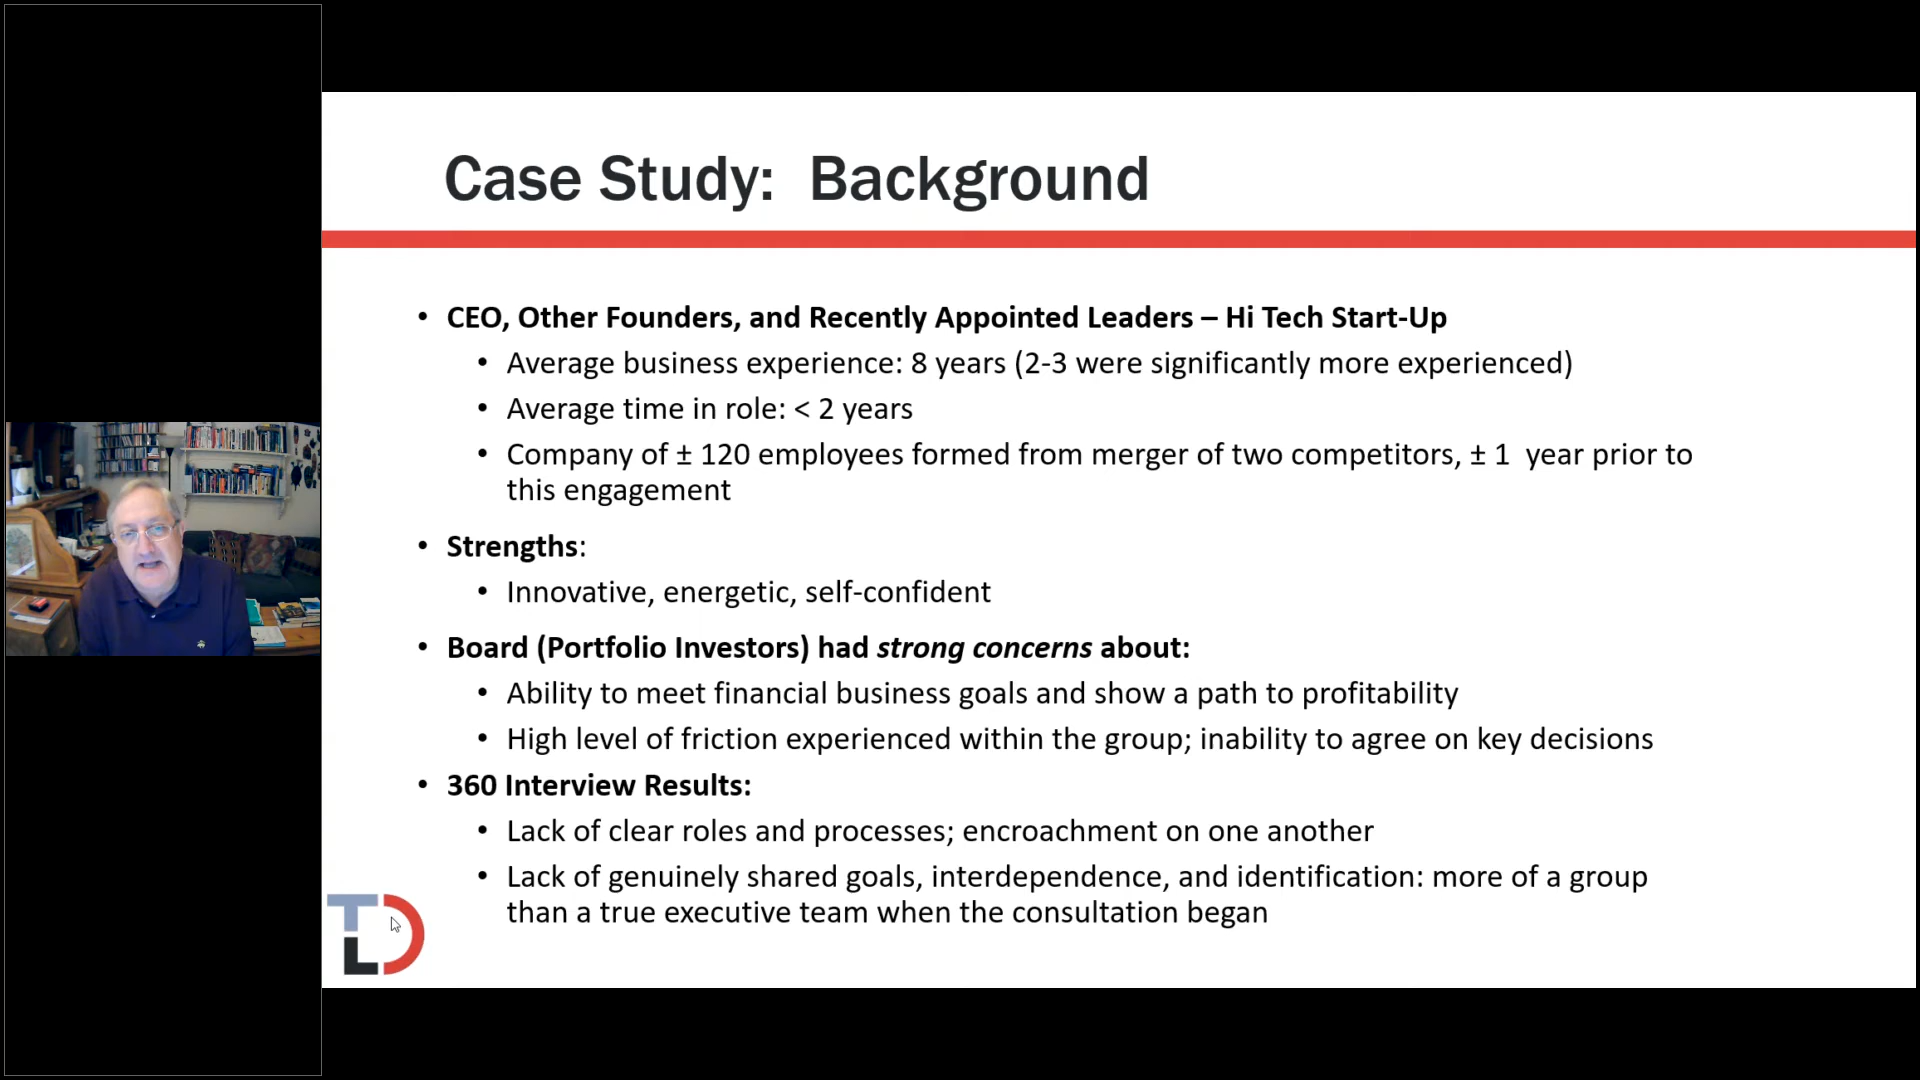 Case Study:  Background
• CEO, Other Founders, and Recently Appointed Leaders – Hi Tech Start-Up
• Average business experience: 8 years (2-3 were significantly more experienced)
• Average time in role: < 2 years
• Company of ± 120 employees formed from merger of two competitors, ± 1  year prior to
this engagement
• Strengths:
• Innovative, energetic, self-confident
• Board (Portfolio Investors) had strong concerns about:
• Ability to meet financial business goals and show a path to profitability
• High level of friction experienced within the group; inability to agree on key decisions
• 360 Interview Results:
• Lack of clear roles and processes; encroachment on one another
• Lack of genuinely shared goals, interdependence, and identification: more of a group
than a true executive team when the consultation began
TLD